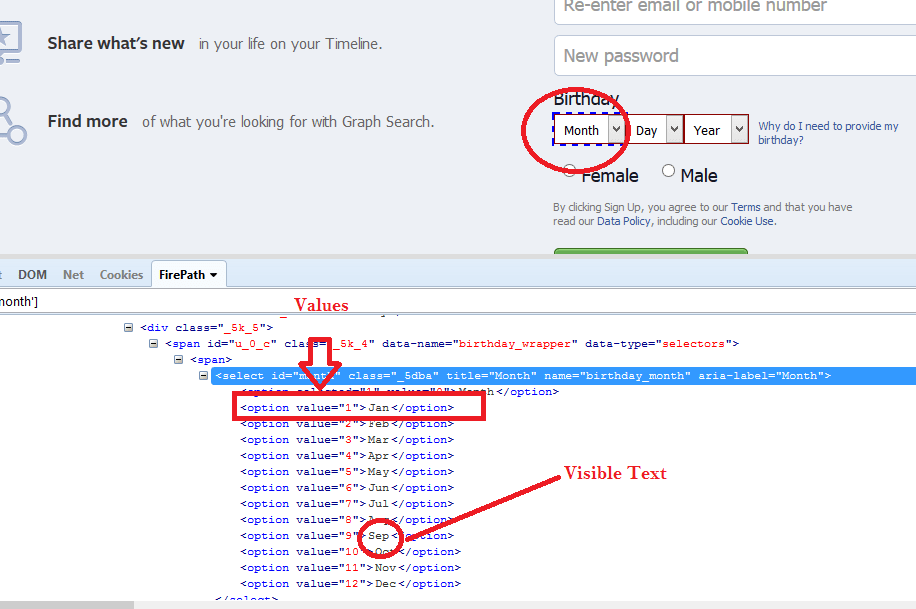 Re-enter email or mobile number
Share what's new in your life on your Timeline.
New password
Birthday
Find more of what you're looking for with Graph Search.
Month Day Year Why do I need to provide my
birthday?
Female Male
By clicking Sign Up, you agree to our Terms and that you have
read our Data Policy, including our Cookie Use.
DOM Net Cookies FirePath
month']
Values
<div class="_5k_5">
<span id="u_0_c" class="_5k_4" data-name="birthday_wrapper" data-type="selectors">
<span>
<select id="month" class="_5dba" title="Month" name="birthday_month" aria-label="Month">
<option selected="1" value="0">Month</option>
<option value="1">Jan</option>
<option value="2">Feb</option>
<option value="3">Mar</option>
<option value="4">Apr</option>
<option value="5">May</option>
Visible Text
<option value="6">Jun</option>
<option value="7">Jul</option>
<option value="8">Aug</option>
<option value="9">Sep</option>
<option value="10">Oct</option>
<option value="11">Nov</option>
<option value="12">Dec</option>
</select>